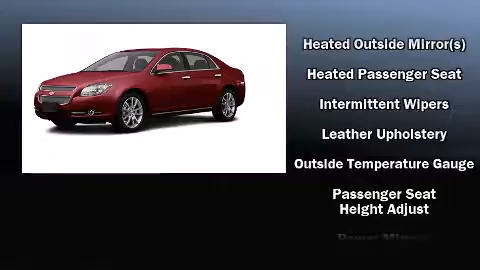 Heated Outside Mirror(s)
Heated Passenger Seat
Intermittent Wipers
Leather Upholstery
Outside Temperature Gauge
Passenger Seat
Height Adjust